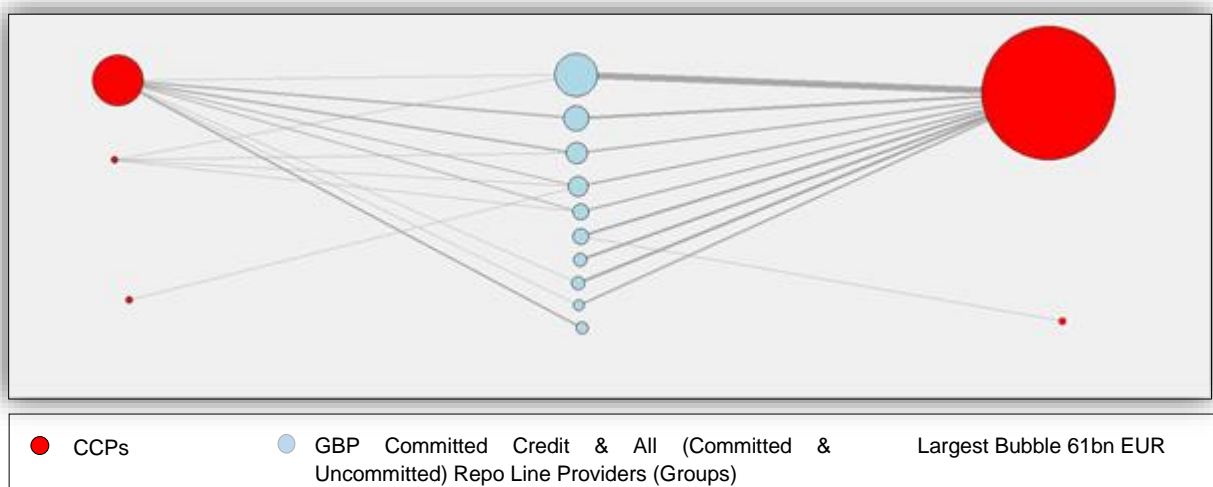 CCPs
GBP Committed Credit & All (Committed &
Uncommitted) Repo Line Providers (Groups)
Largest Bubble 61bn EUR